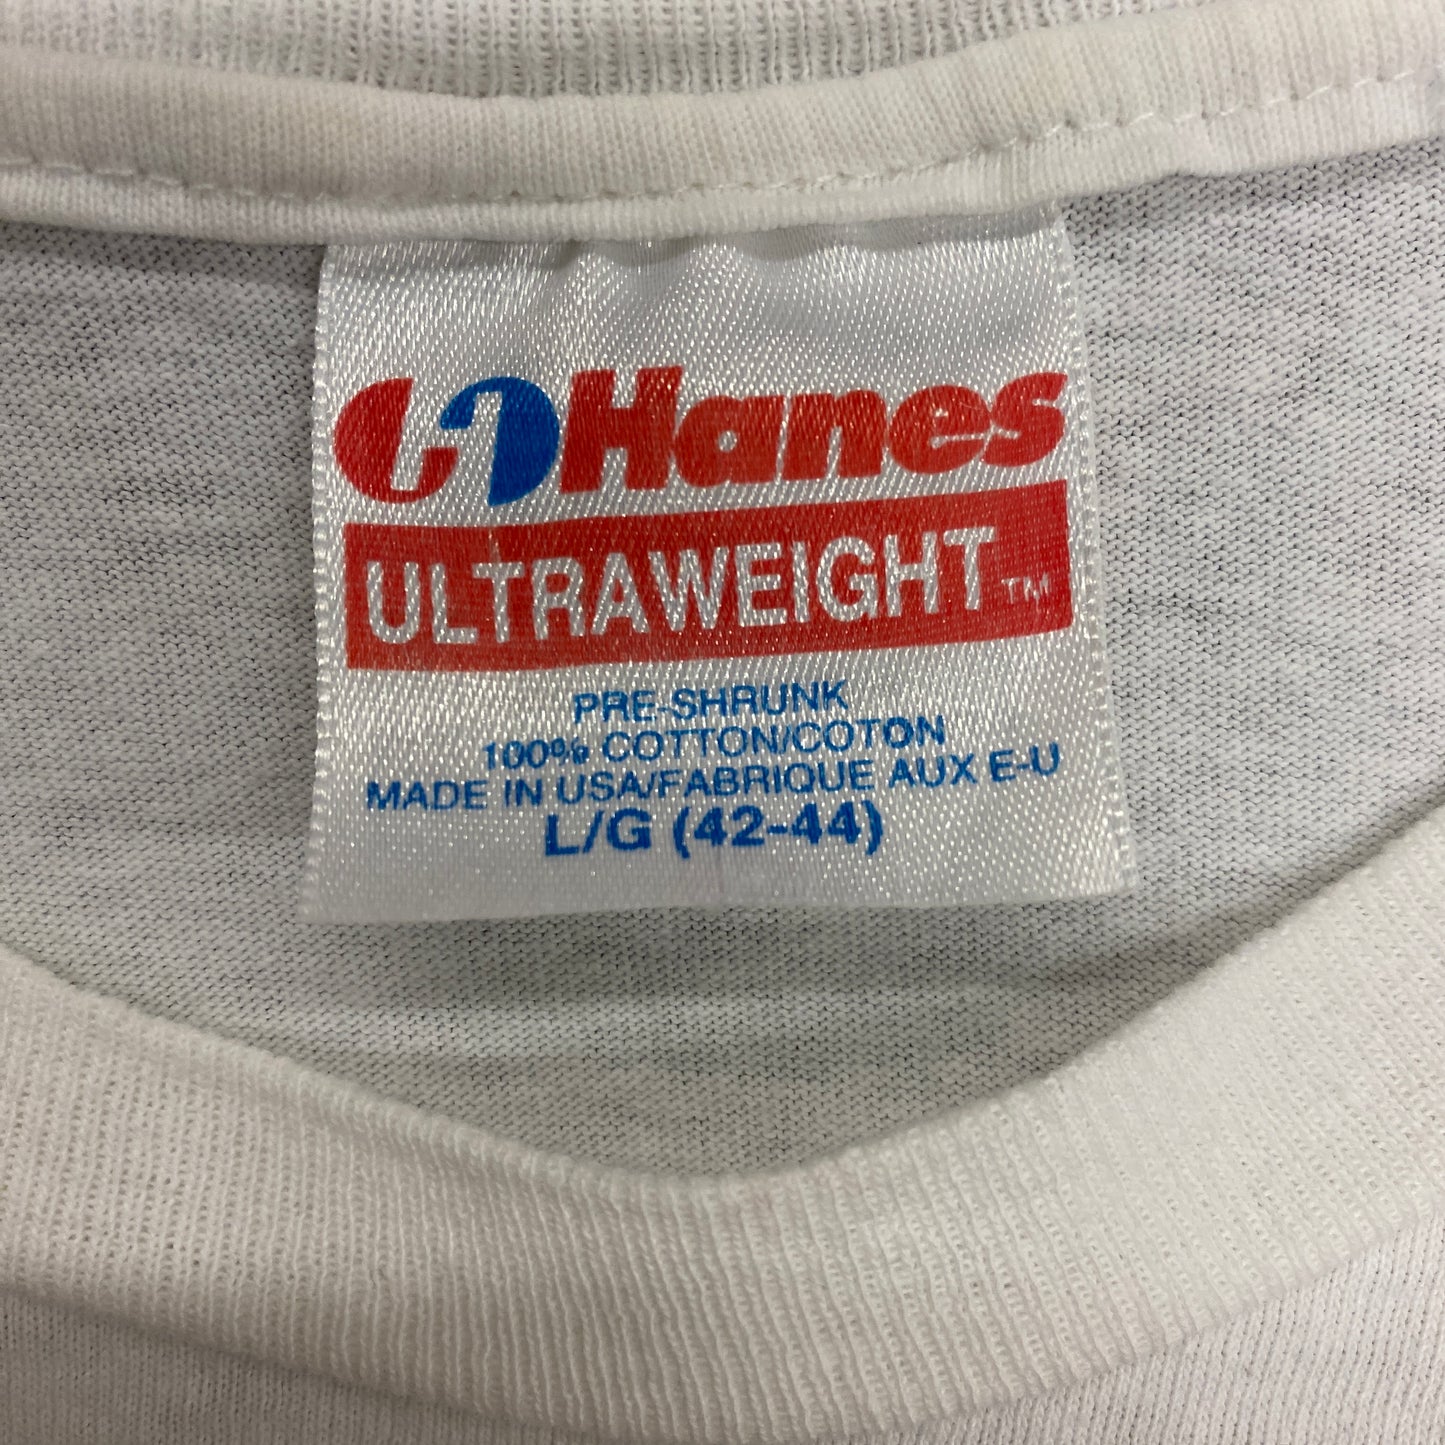 Hanes
ULTRAWEIGHT™
PRE-SHRUNK
100% COTTON/COTON
MADE IN USA/FABRIQUE AUX E-U
L/G (42-44)